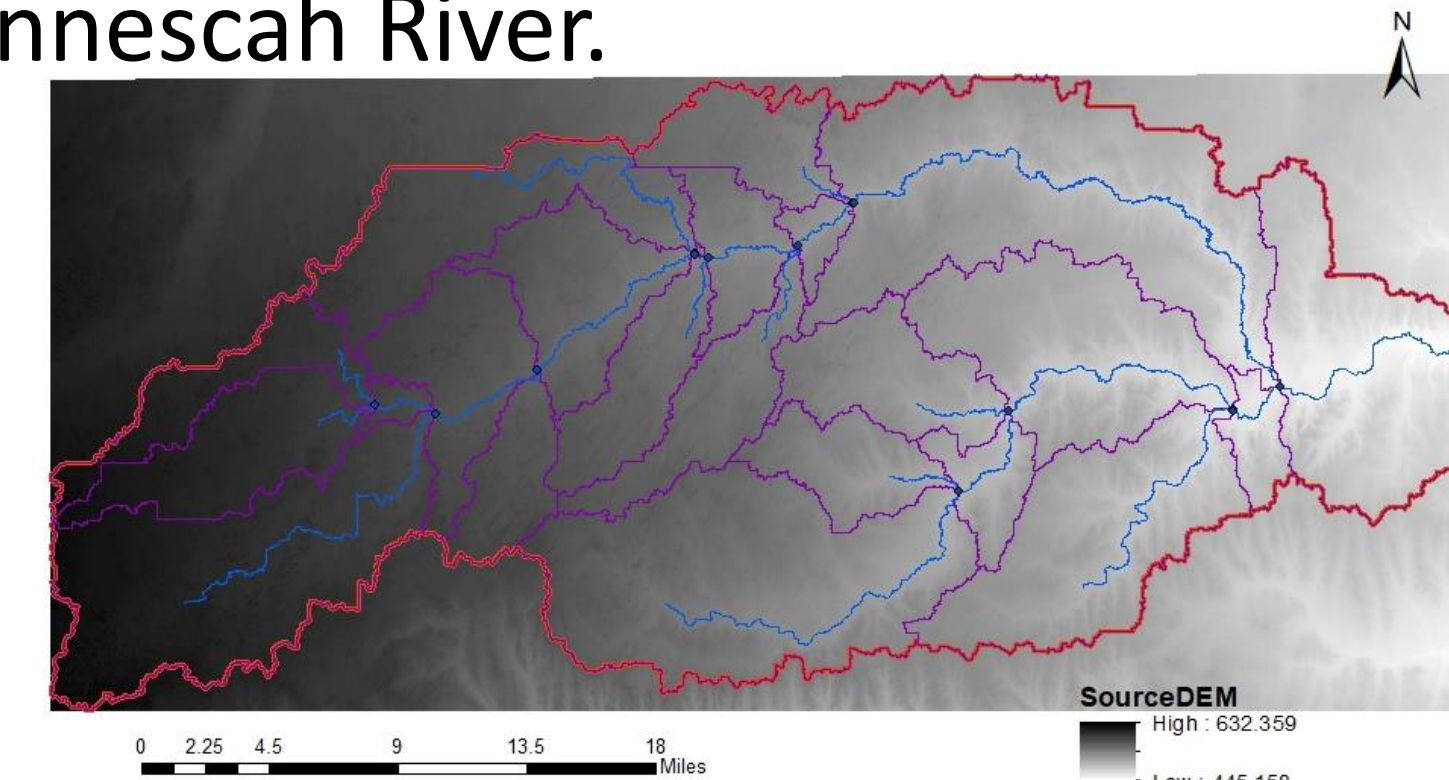 nnescah River.
N
SourceDEM
High : 632.359
0 2.25 4.5 9 13.5 18
Miles